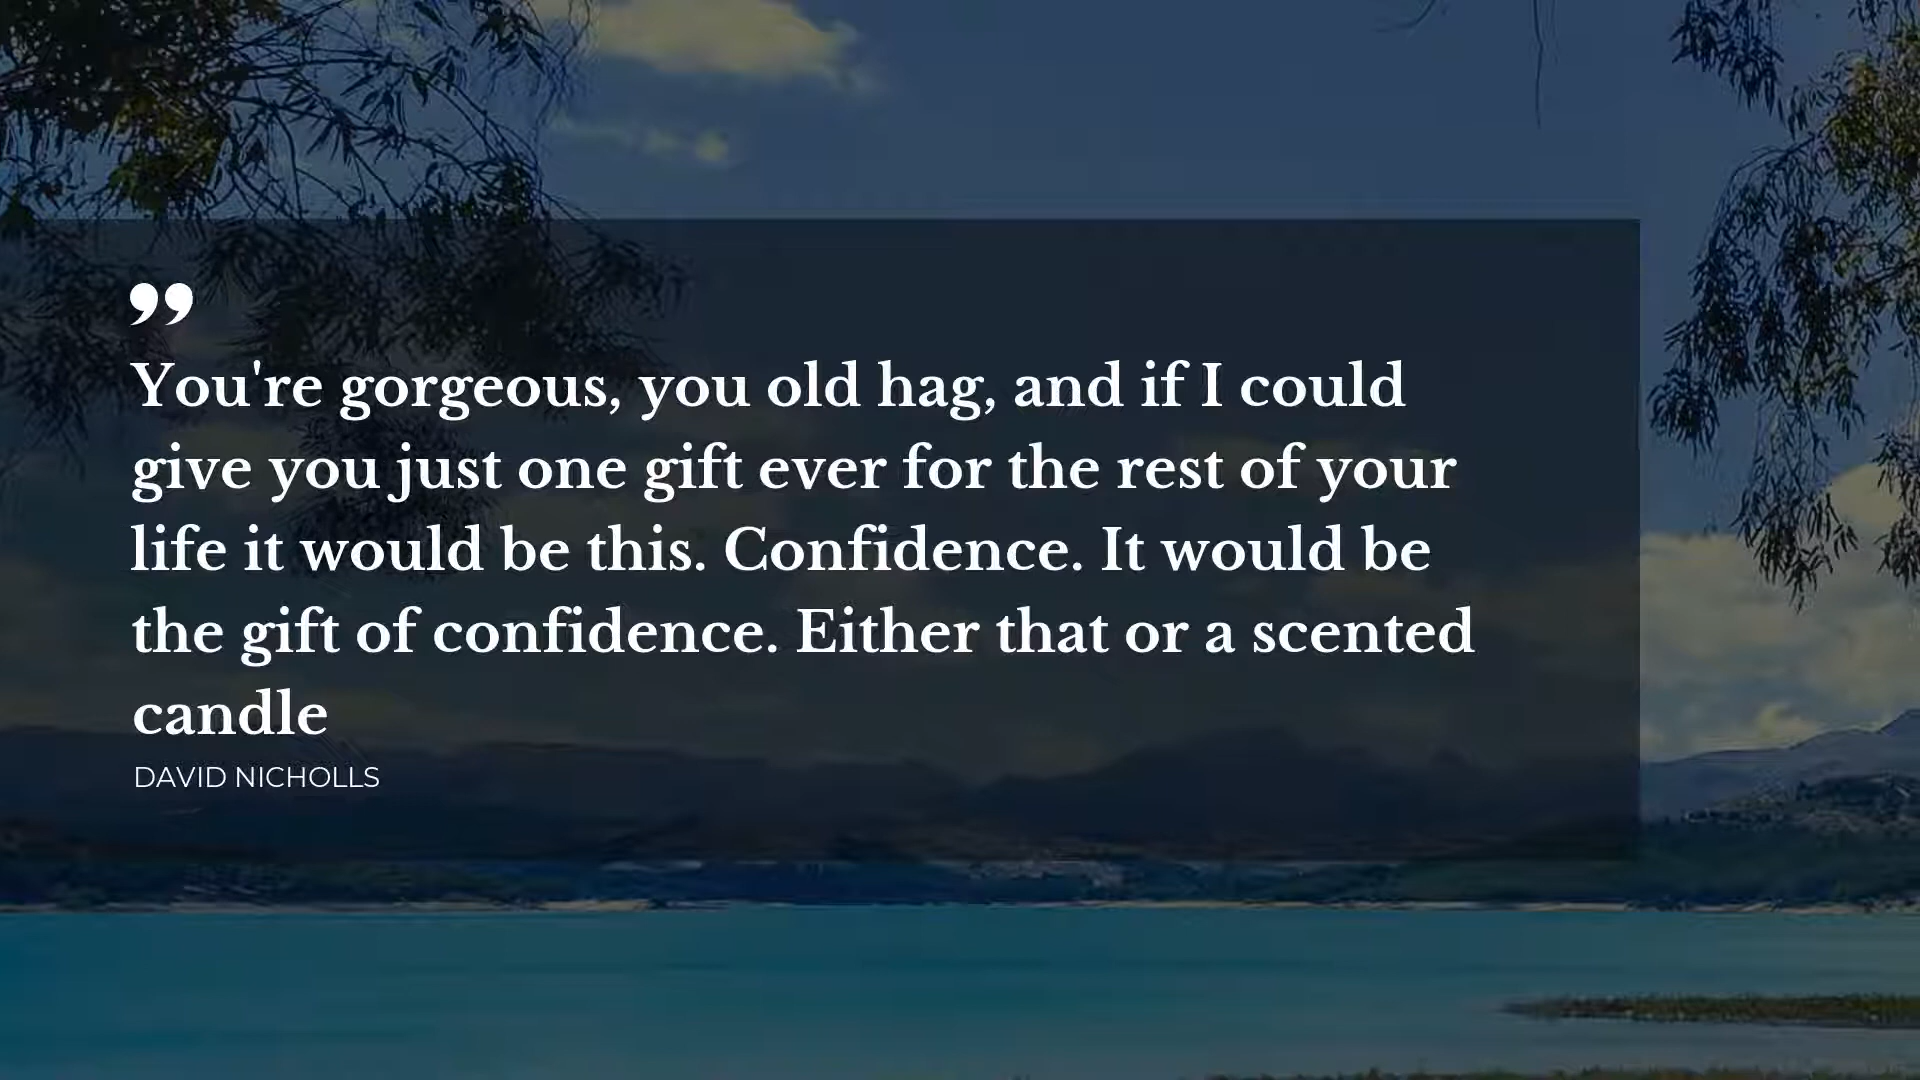 ”
You're gorgeous, you old hag, and if I could
give you just one gift ever for the rest of your
life it would be this. Confidence. It would be
the gift of confidence. Either that or a scented
candle
DAVID NICHOLLS